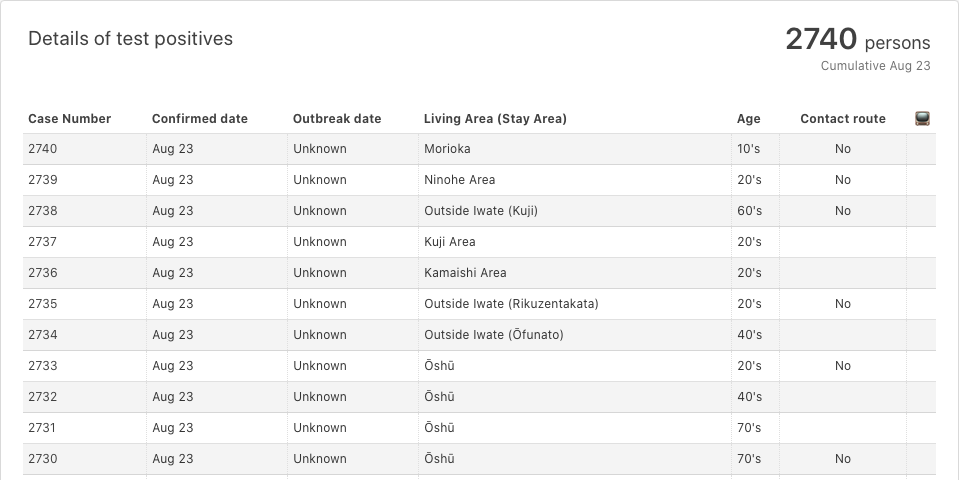 Details of test positives
2740 persons
Cumulative Aug 23
Case Number Confirmed date Outbreak date Living Area (Stay Area) Age Contact route
2740 Aug 23 Unknown Morioka 10's No
2739 Aug 23 Unknown Ninohe Area 20's No
2738 Aug 23 Unknown Outside Iwate (Kuji) 60's No
2737 Aug 23 Unknown Kuji Area 20's
2736 Aug 23 Unknown Kamaishi Area 20's
2735 Aug 23 Unknown Outside Iwate (Rikuzentakata) 20's No
2734 Aug 23 Unknown Outside Iwate (Ōfunato) 40's
2733 Aug 23 Unknown Ōshū 20's No
2732 Aug 23 Unknown Ōshū 40's
2731 Aug 23 Unknown Ōshū 70's
2730 Aug 23 Unknown Ōshū 70's No